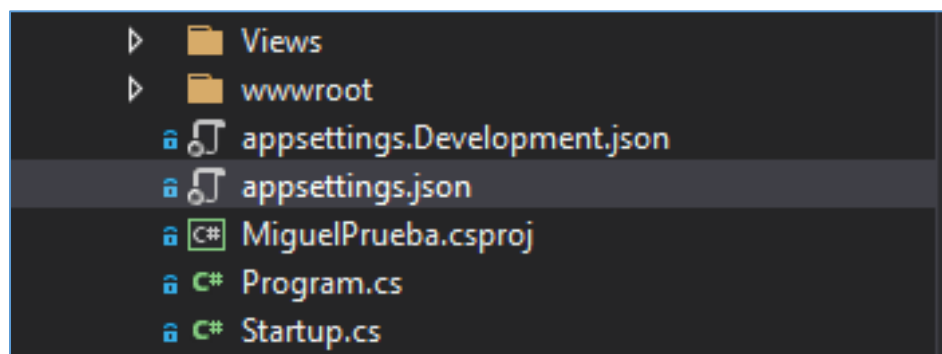 Views
wwwroot
appsettings.Development.json
appsettings.json
C# MiguelPrueba.csproj
C# Program.cs
C# Startup.cs